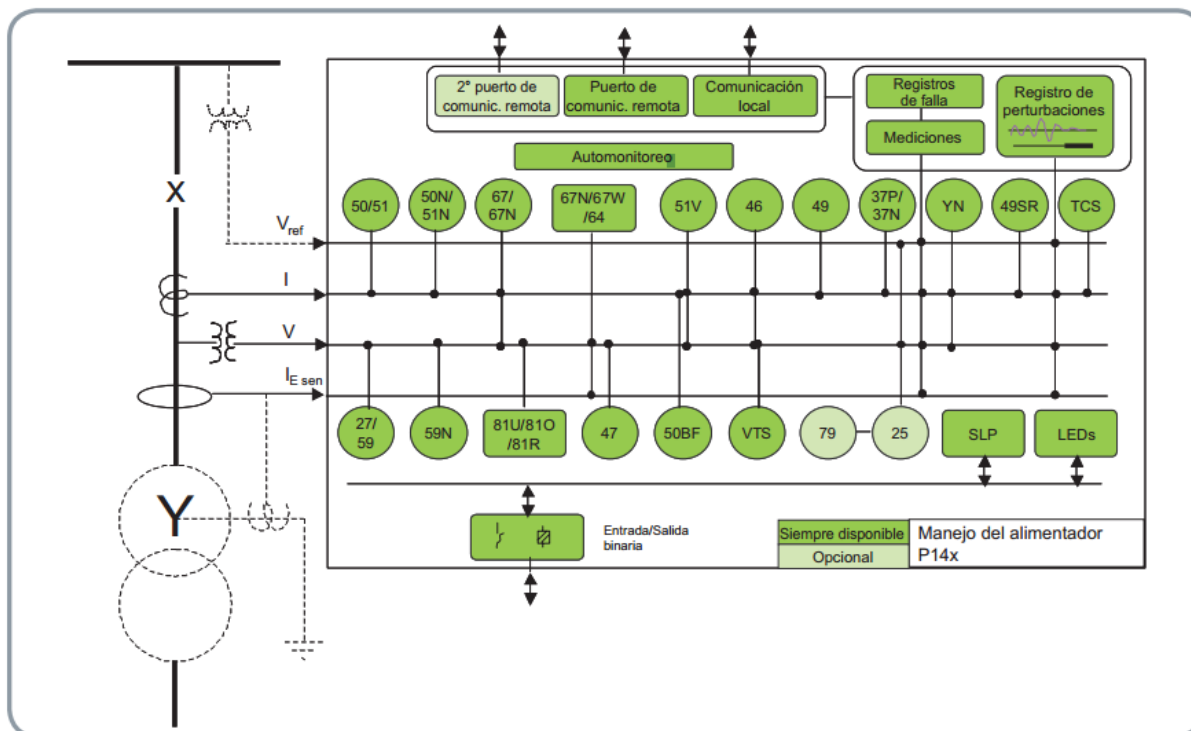 2° puerto de
comunic. remota
Puerto de
comunic. remota
Comunicación
local
Registros
de falla
Mediciones
Registro de
perturbaciones
Automonitoreo
X
50/51
50N/
51N
67/
67N
67N/67W
/64
51V
46
49
37P/
37N
YN
49SR
TCS
Vref
I
V
IE sen
27/
59
59N
81U/81O
/81R
47
50BF
VTS
79
25
SLP
LEDs
Y
Entrada/Salida
binaria
Siempre disponible
Opcional
Manejo del alimentador
P14x